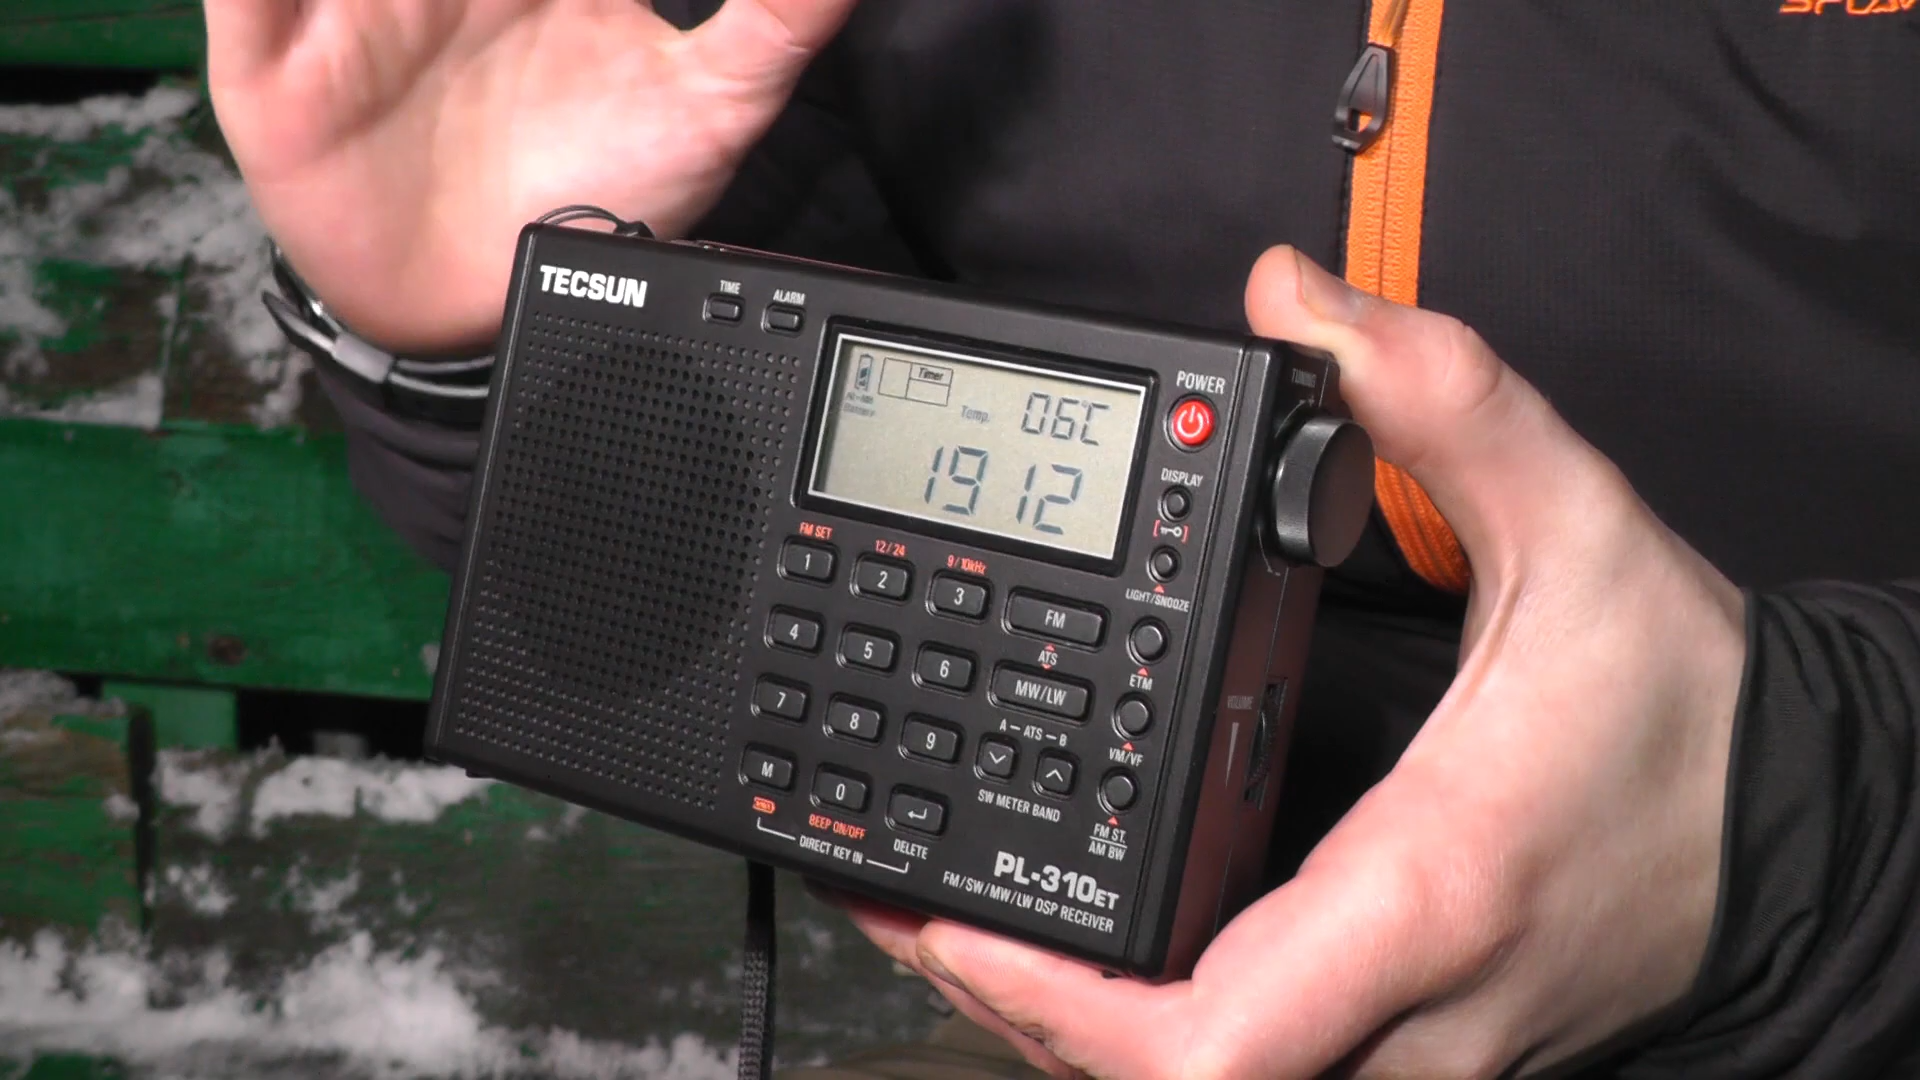 TECSUN
TIME
ALARM
Timer
Temp. 06°C
1912
POWER
DISPLAY
LIGHT/SNOOZE
FM SET
12/24
9/10kHz
1
2
3
FM
ATS
ETM
4
5
6
MW/LW
A — ATS — B
VM/VF
7
8
9
SW METER BAND
FM ST.
AM BW
M
0
BEEP ON/OFF
DELETE
DIRECT KEY IN
PL-310ET
FM/SW/MW/LW DSP RECEIVER
TUNING
VOLUME